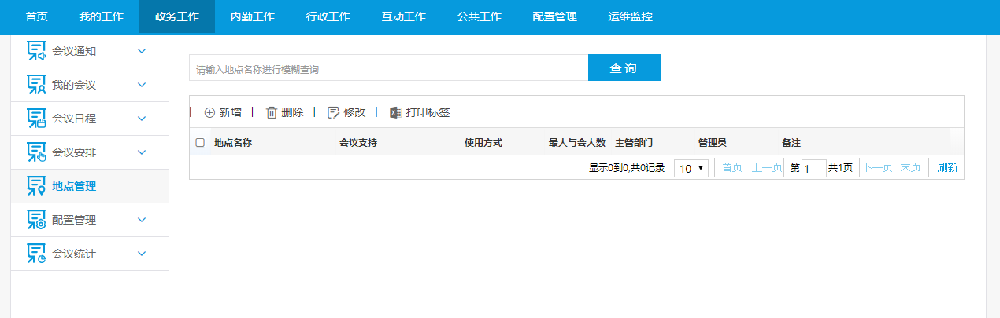 首页 我的工作 政务工作 内勤工作 行政工作 互动工作 公共工作 配置管理 运维监控
会议通知
我的会议
会议日程
会议安排
地点管理
配置管理
会议统计
请输入地点名称进行模糊查询 查 询
新增 删除 修改 打印标签
地点名称 会议支持 使用方式 最大与会人数 主管部门 管理员 备注
显示0到0,共0记录 10 首页 上一页 第 1 共1页 下一页 末页 刷新